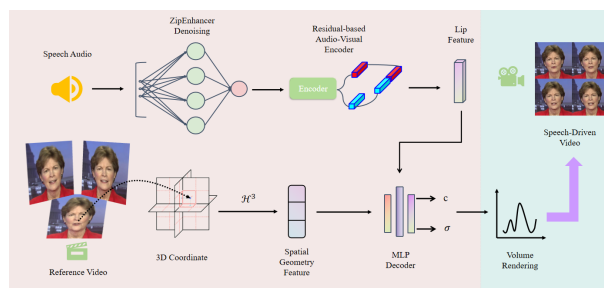 ZipEnhancer
Denoising
Residual-based
Audio-Visual
Encoder
Lip
Feature
Speech Audio
Encoder
Speech-Driven
Video
ℋ³
c
σ
Reference Video
3D Coordinate
Spatial
Geometry
Feature
MLP
Decoder
Volume
Rendering